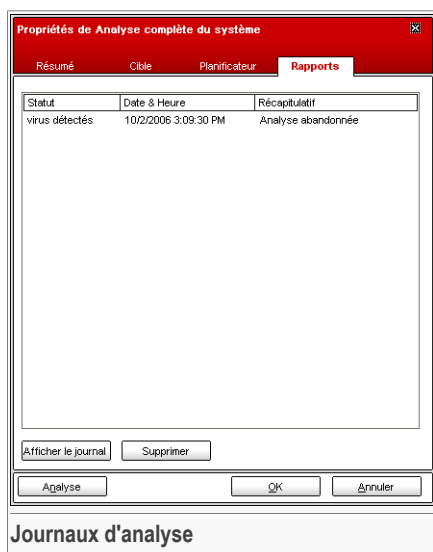 Propriétés de Analyse complète du système
Résumé Cible Planificateur Rapports
Statut Date & Heure Récapitulatif
virus détectés 10/2/2006 3:09:30 PM Analyse abandonnée
Afficher le journal Supprimer
Analyse OK Annuler
Journaux d'analyse